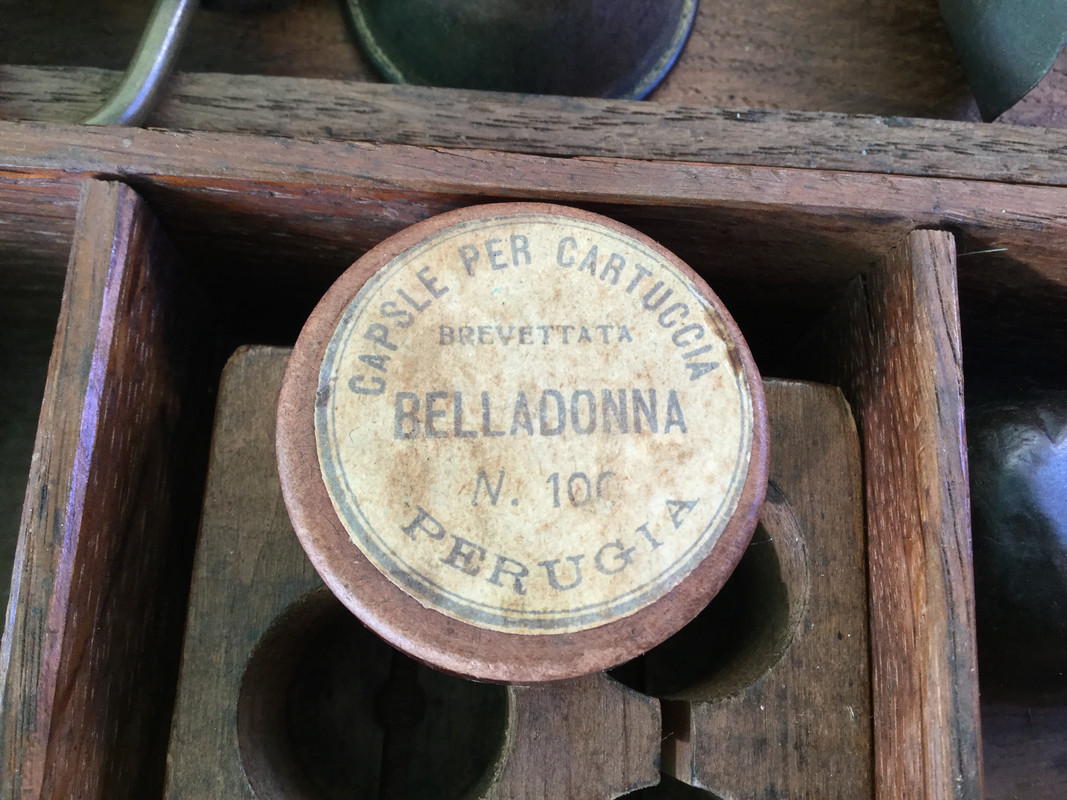 CAPSLE PER CARTUCCIA
BREVETTATA
BELLADONNA
N. 100
PERUGIA